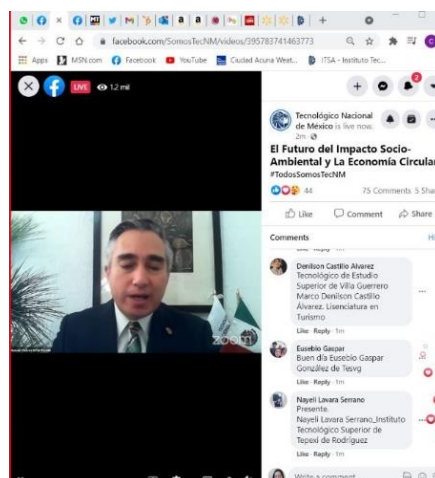 facebook.com/SomosTecNM/videos/395783741463773
Apps
MSN.com
Facebook
YouTube
Ciudad Acuna Weat...
ITSA - Instituto Tec...
LIVE
1,2 mil
2
Tecnológico Nacional
de México is live now.
2m
El Futuro del Impacto Socio-
Ambiental y La Economía Circular
#TodosSomosTecNM
44
75 Comments
5 Shar
Like
Comment
Share
Comments
Denilson Castillo Alvarez
Tecnológico de Estudio
Superior de Villa Guerrero
Marco Denilson Castillo
Álvarez. Licenciatura en
Turismo
Like · Reply · 1m
Eusebio Gaspar
Buen día Eusebio Gaspar
González de Tesvg
Like · Reply · 1m
Nayeli Lavara Serrano
Presente.
Nayeli Lavara Serrano_Instituto
Tecnológico Superior de
Tepexi de Rodríguez
Like · Reply · 1m
Write a comment
zoom